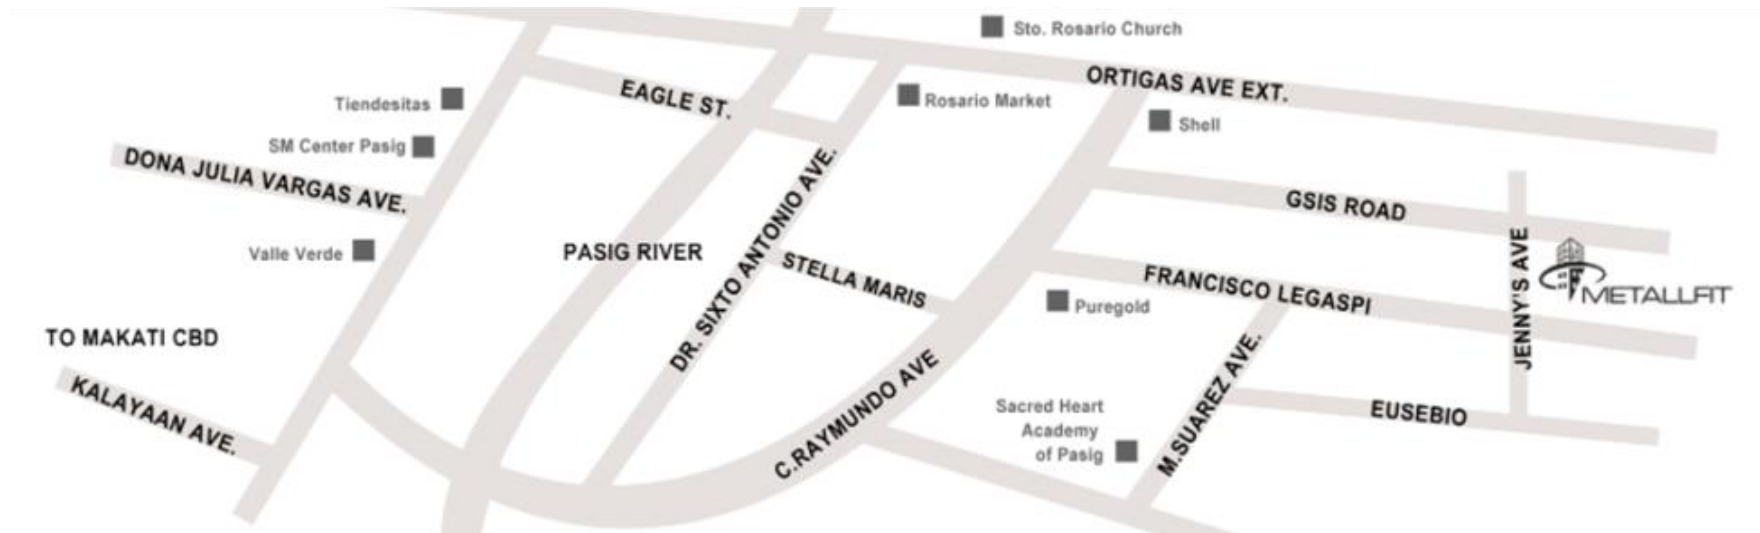 Sto. Rosario Church
ORTIGAS AVE EXT.
Tiendesitas
EAGLE ST.
Rosario Market
Shell
SM Center Pasig
DONA JULIA VARGAS AVE.
GSIS ROAD
Valle Verde
PASIG RIVER
DR. SIXTO ANTONIO AVE.
STELLA MARIS
FRANCISCO LEGASPI
JENNY'S AVE
METALLFIT
Puregold
TO MAKATI CBD
KALAYAAN AVE.
C.RAYMUNDO AVE
Sacred Heart
Academy
of Pasig
M.SUAREZ AVE.
EUSEBIO